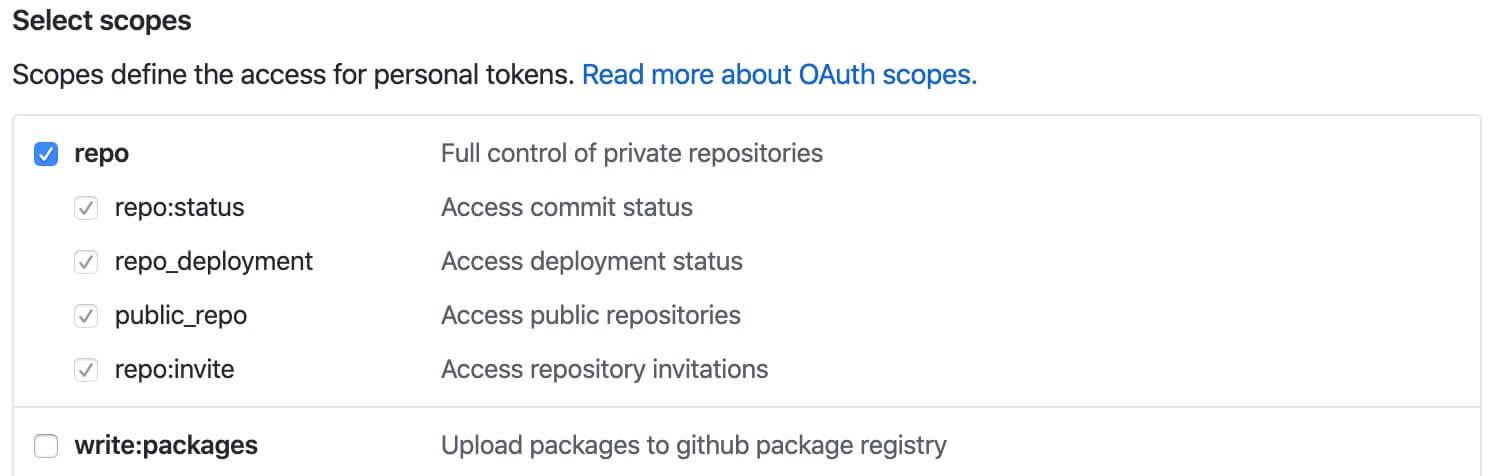 Select scopes
Scopes define the access for personal tokens. Read more about OAuth scopes.
repo Full control of private repositories
repo:status Access commit status
repo_deployment Access deployment status
public_repo Access public repositories
repo:invite Access repository invitations
write:packages Upload packages to github package registry